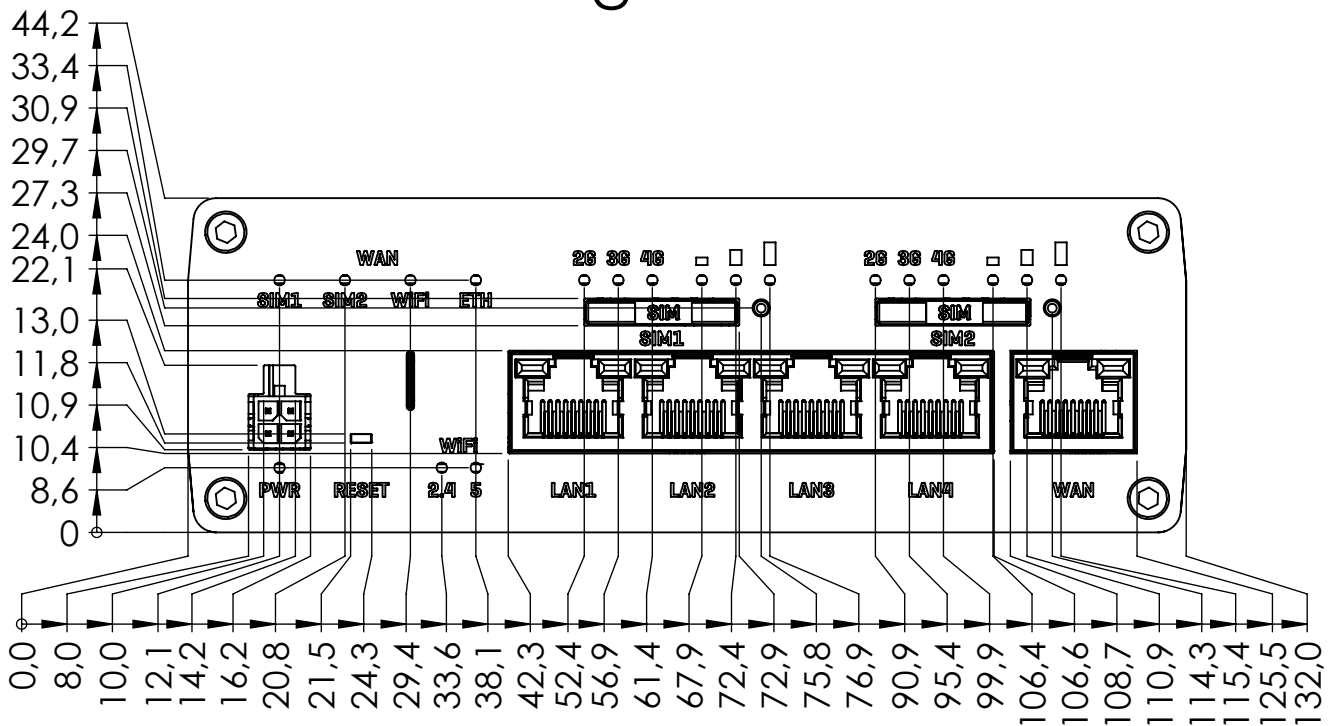 g
44,2
33,4
30,9
29,7
27,3
24,0
22,1
13,0
11,8
10,9
10,4
8,6
0
WAN
SIM1 SIM2 WiFi ETH
2G 3G 4G
SIM
SIM1
2G 3G 4G
SIM
SIM2
WiFi
PWR RESET 2.4 5 LAN1 LAN2 LAN3 LAN4 WAN
0,0 8,0 10,0 12,1 14,2 16,2 20,8 21,5 24,3 29,4 33,6 38,1 42,3 52,4 56,9 61,4 67,9 72,4 72,9 75,8 76,9 90,9 95,4 99,9 106,4 106,6 108,7 110,9 114,3 115,4 125,5 132,0